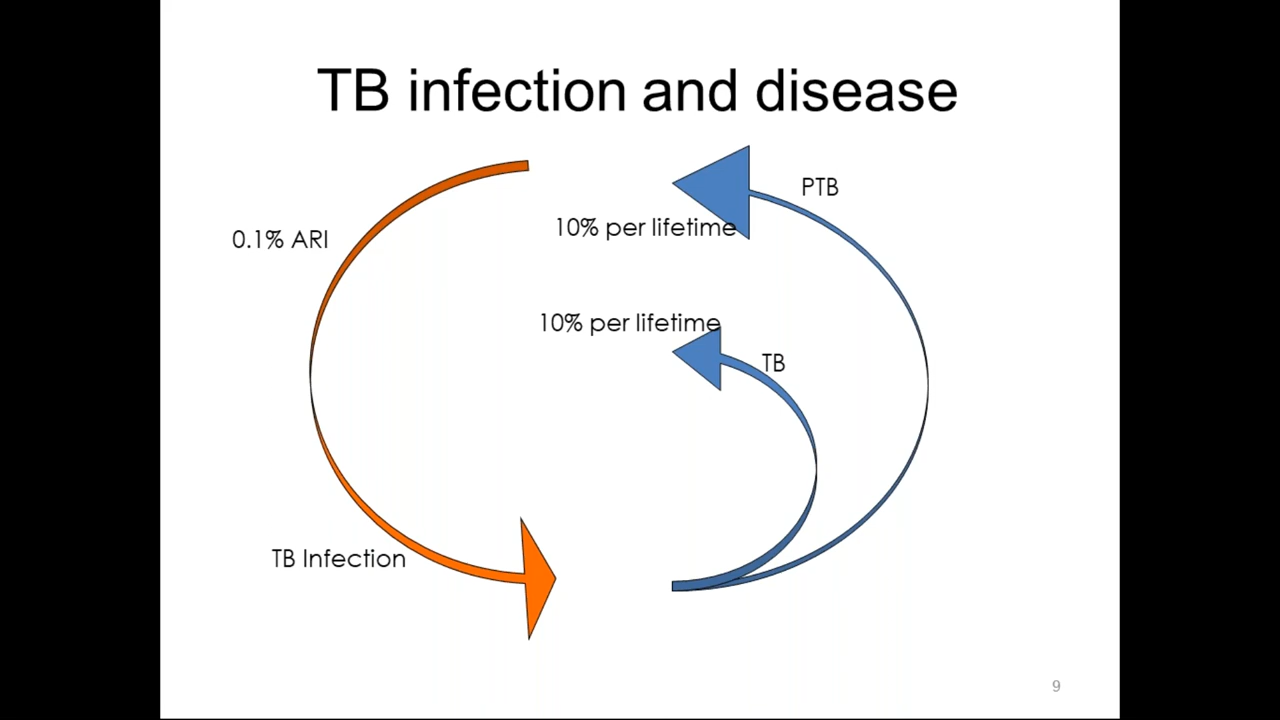 TB infection and disease
PTB
10% per lifetime
0.1% ARI
10% per lifetime
TB
TB Infection
9